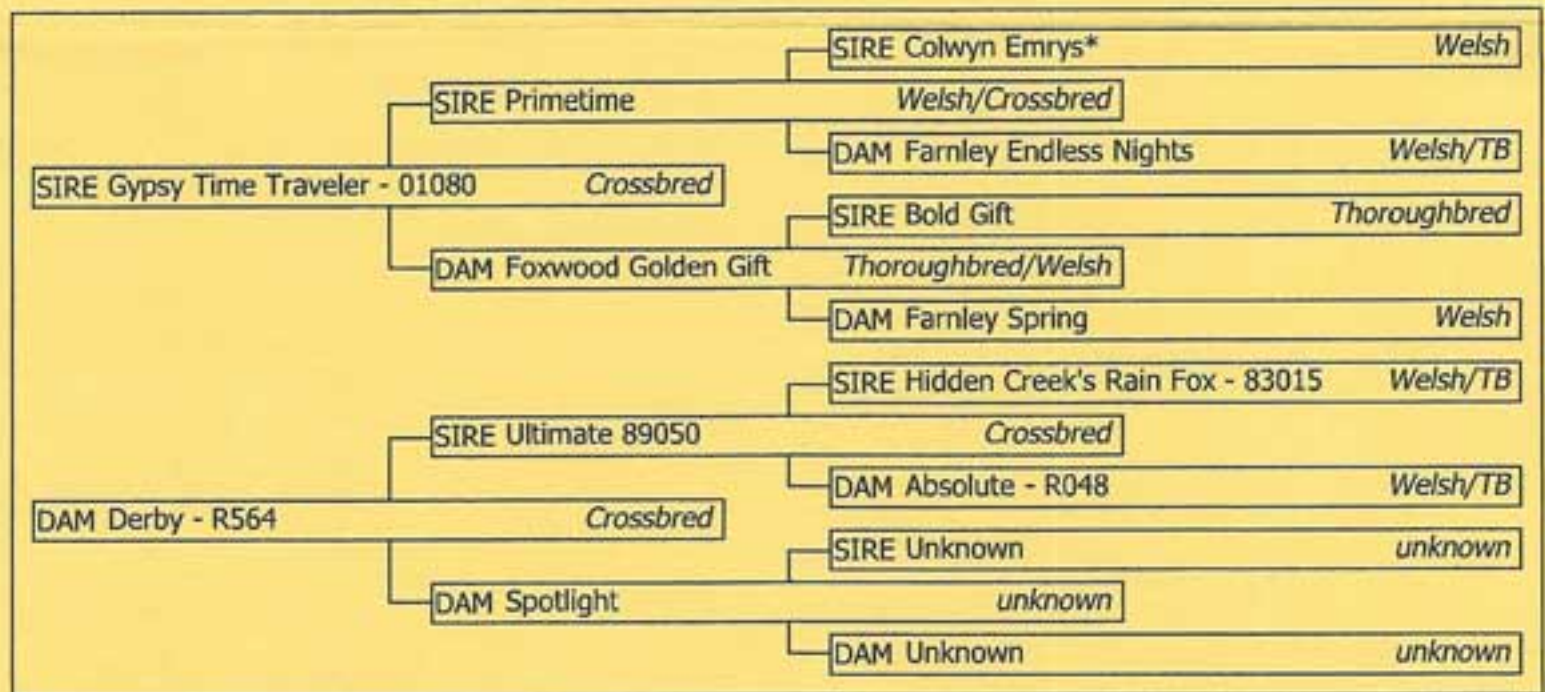 SIRE Colwyn Emrys* Welsh
SIRE Primetime Welsh/Crossbred
DAM Farnley Endless Nights Welsh/TB
SIRE Gypsy Time Traveler - 01080 Crossbred
SIRE Bold Gift Thoroughbred
DAM Foxwood Golden Gift Thoroughbred/Welsh
DAM Farnley Spring Welsh
SIRE Hidden Creek's Rain Fox - 83015 Welsh/TB
SIRE Ultimate 89050 Crossbred
DAM Absolute - R048 Welsh/TB
DAM Derby - R564 Crossbred
SIRE Unknown unknown
DAM Spotlight unknown
DAM Unknown unknown